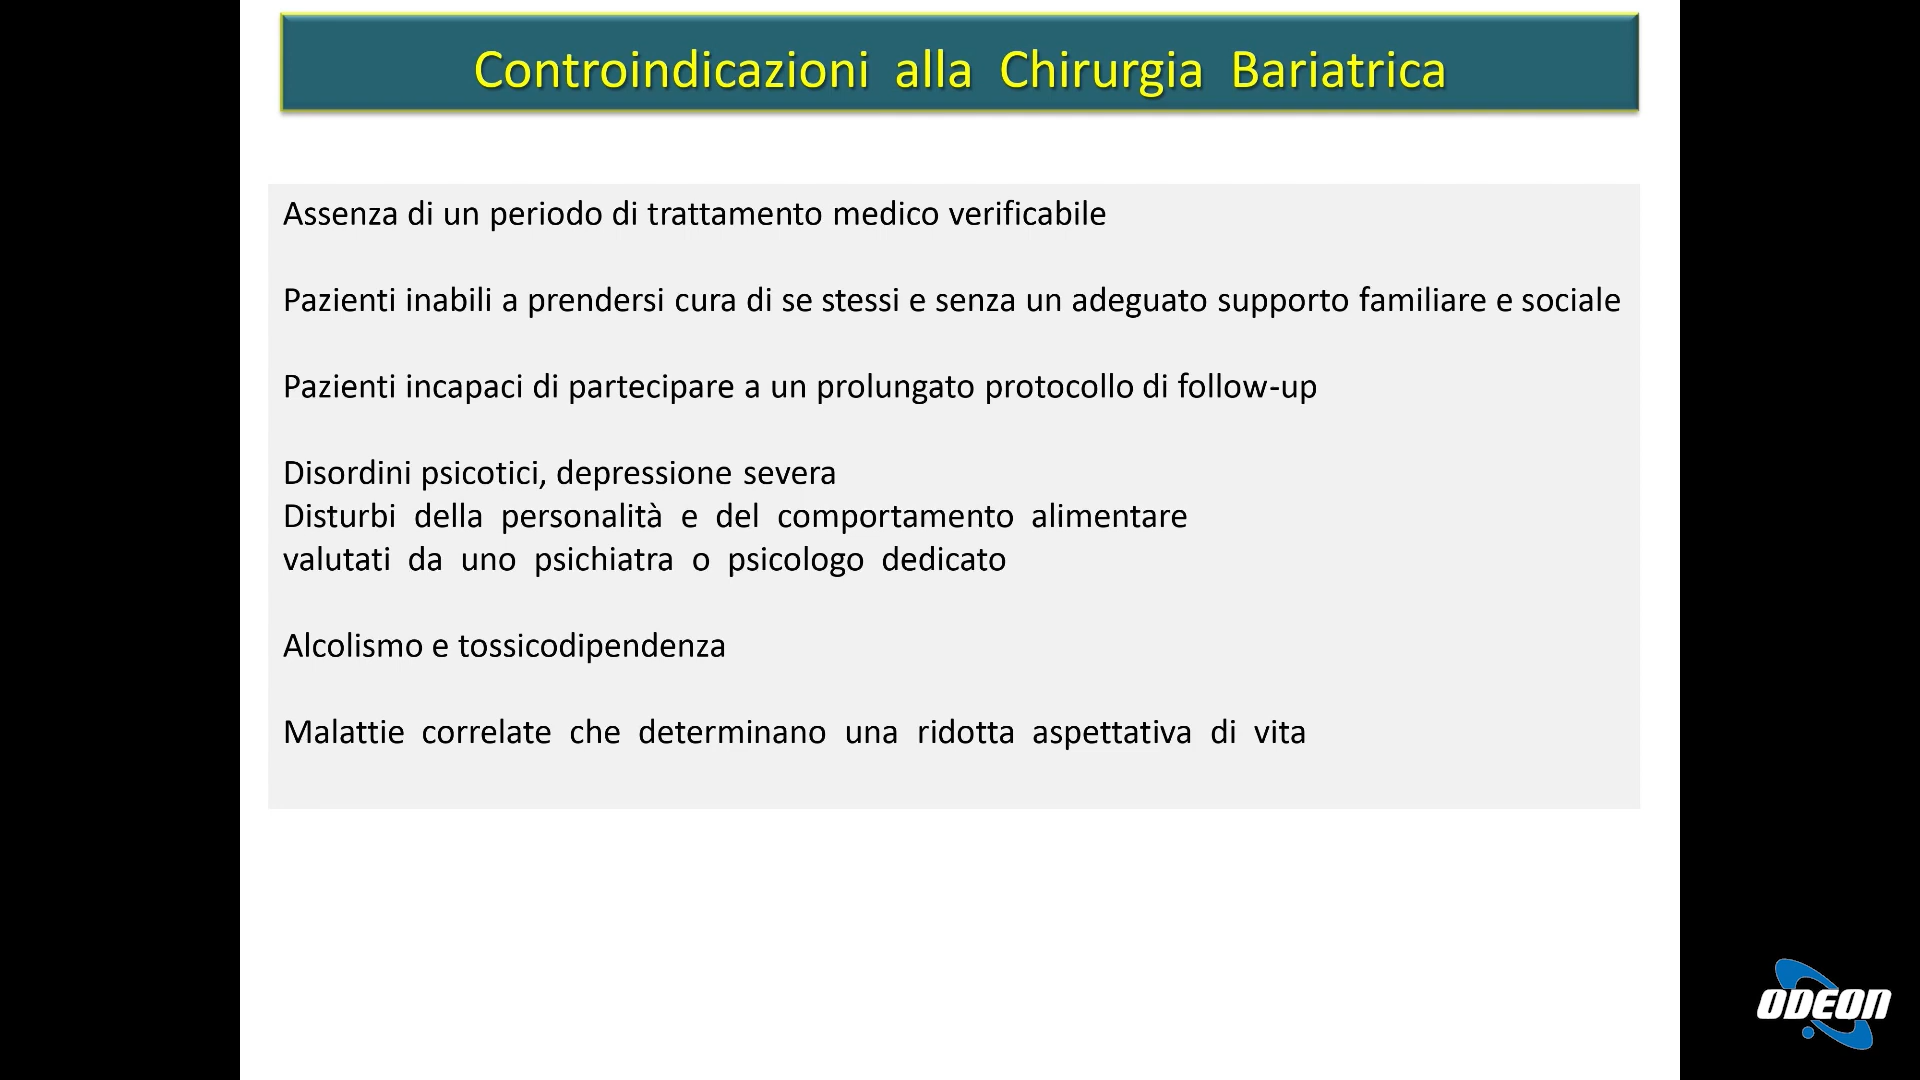 Controindicazioni alla Chirurgia Bariatrica
Assenza di un periodo di trattamento medico verificabile
Pazienti inabili a prendersi cura di se stessi e senza un adeguato supporto familiare e sociale
Pazienti incapaci di partecipare a un prolungato protocollo di follow-up
Disordini psicotici, depressione severa
Disturbi della personalità e del comportamento alimentare
valutati da uno psichiatra o psicologo dedicato
Alcolismo e tossicodipendenza
Malattie correlate che determinano una ridotta aspettativa di vita
ODEON